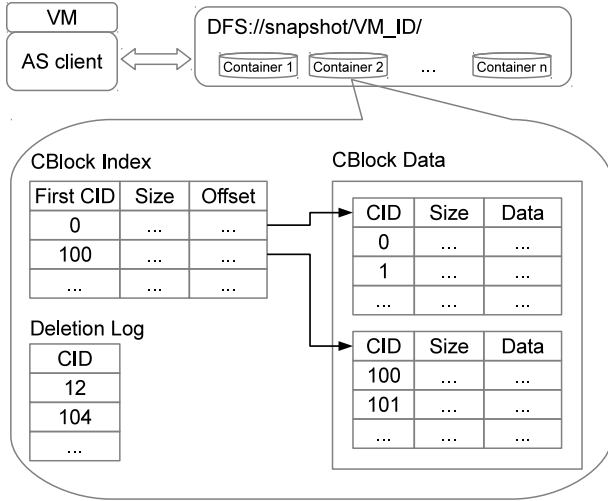 VM
AS client
DFS://snapshot/VM_ID/
Container 1 Container 2 ... Container n
CBlock Index
First CID Size Offset
0 ... ...
100 ... ...
... ... ...
Deletion Log
CID
12
104
...
CBlock Data
CID Size Data
0 ... ...
1 ... ...
... ... ...
CID Size Data
100 ... ...
101 ... ...
... ... ...